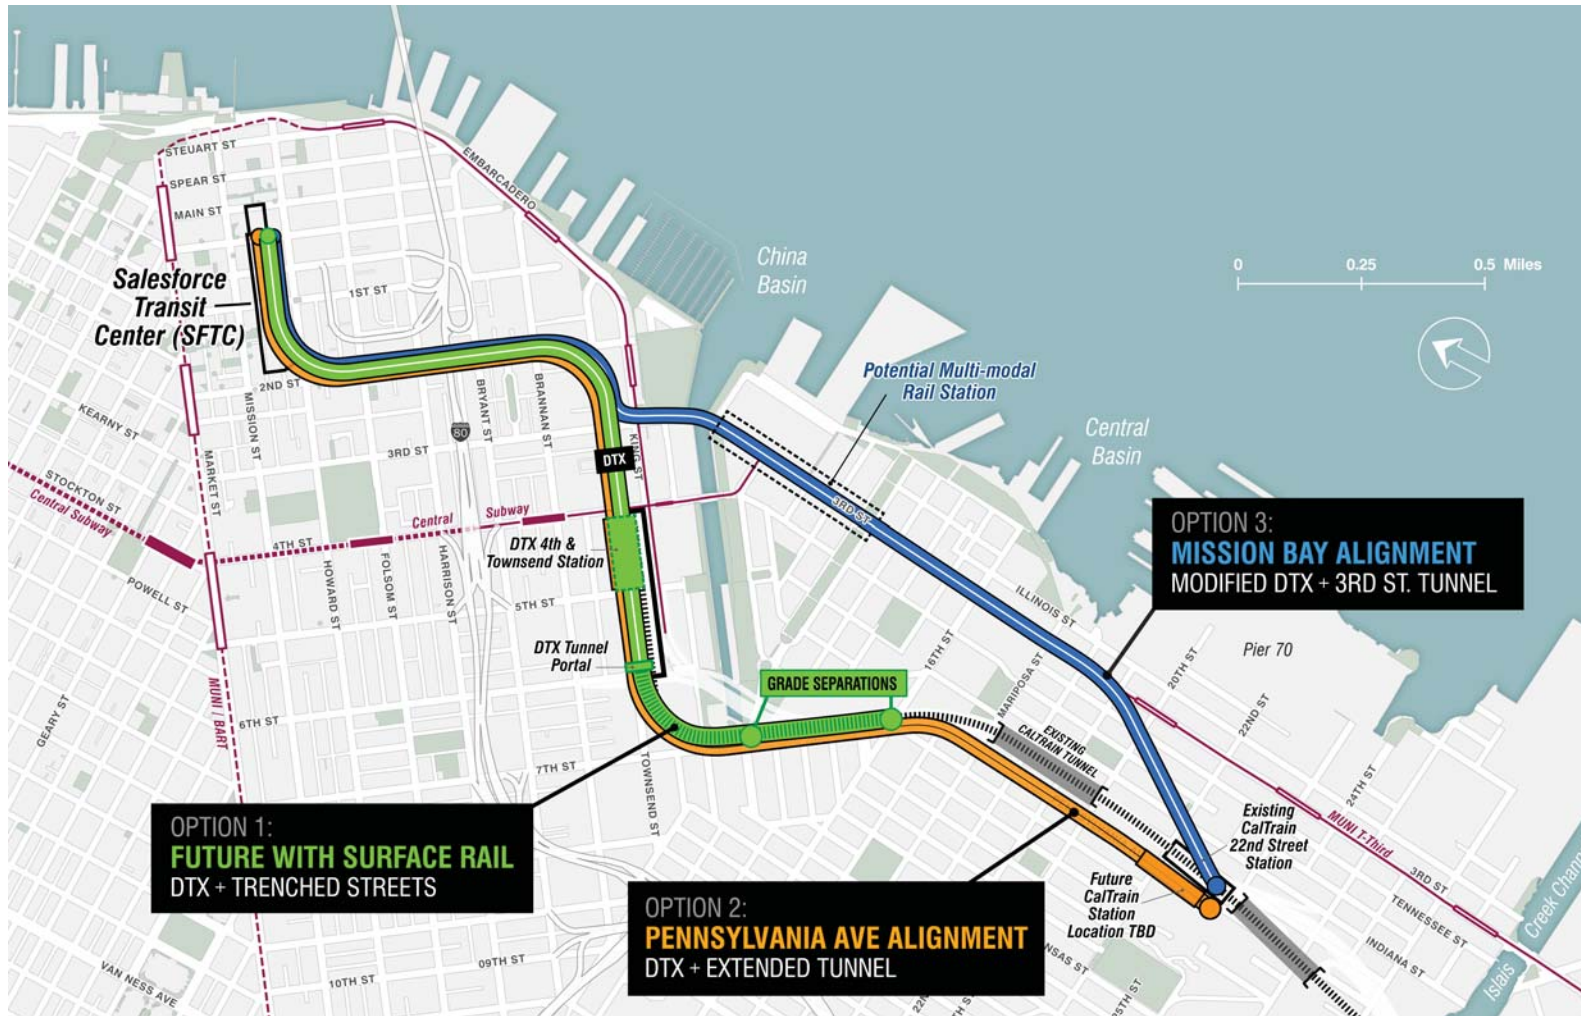 STEUART ST
SPEAR ST
MAIN ST
EMBARCADERO
Salesforce
Transit
Center (SFTC)
1ST ST
2ND ST
China
Basin
0
0.25
0.5 Miles
KEARNY ST
MISSION ST
MARKET ST
3RD ST
80
BRYANT ST
BRANNAN ST
KING ST
DTX
Potential Multi-modal
Rail Station
Central
Basin
STOCKTON ST
Central Subway
POWELL ST
4TH ST
HOWARD ST
FOLSOM ST
HARRISON ST
Central
Subway
DTX 4th &
Townsend Station
5TH ST
DTX Tunnel
Portal
3RD ST
OPTION 3:
MISSION BAY ALIGNMENT
MODIFIED DTX + 3RD ST. TUNNEL
ILLINOIS ST
16TH ST
MARIPOSA ST
20TH ST
22ND ST
24TH ST
Pier 70
GEARY ST
MUNI / BART
6TH ST
7TH ST
TOWNSEND ST
GRADE SEPARATIONS
EXISTING
CALTRAIN TUNNEL
OPTION 1:
FUTURE WITH SURFACE RAIL
DTX + TRENCHED STREETS
Existing
CalTrain
22nd Street
Station
MUNI T-Third
3RD ST
TENNESSEE ST
INDIANA ST
Creek Chann
Islais
Future
CalTrain
Station
Location TBD
OPTION 2:
PENNSYLVANIA AVE ALIGNMENT
DTX + EXTENDED TUNNEL
VAN NESS AVE
10TH ST
09TH ST
NSAS ST
25TH ST